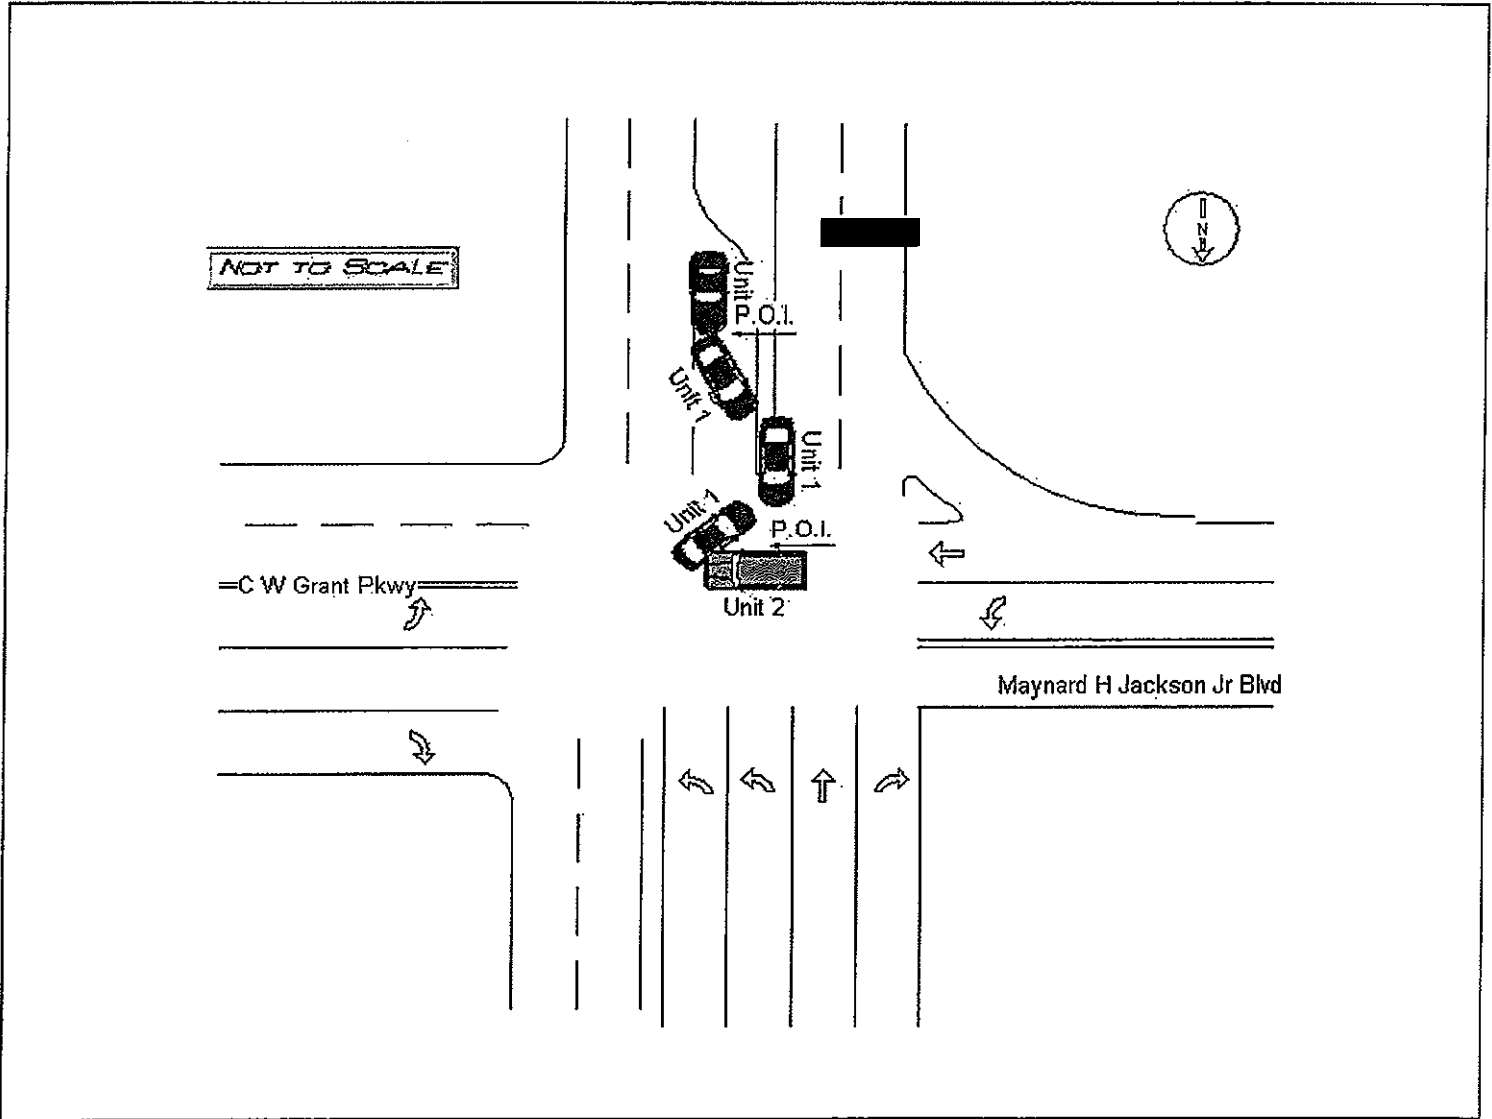 N
NOT TO SCALE
Unit
P.O.I.
Unit 1
Unit 1
Unit 1
P.O.I.
C W Grant Pkwy
Unit 2
Maynard H Jackson Jr Blvd